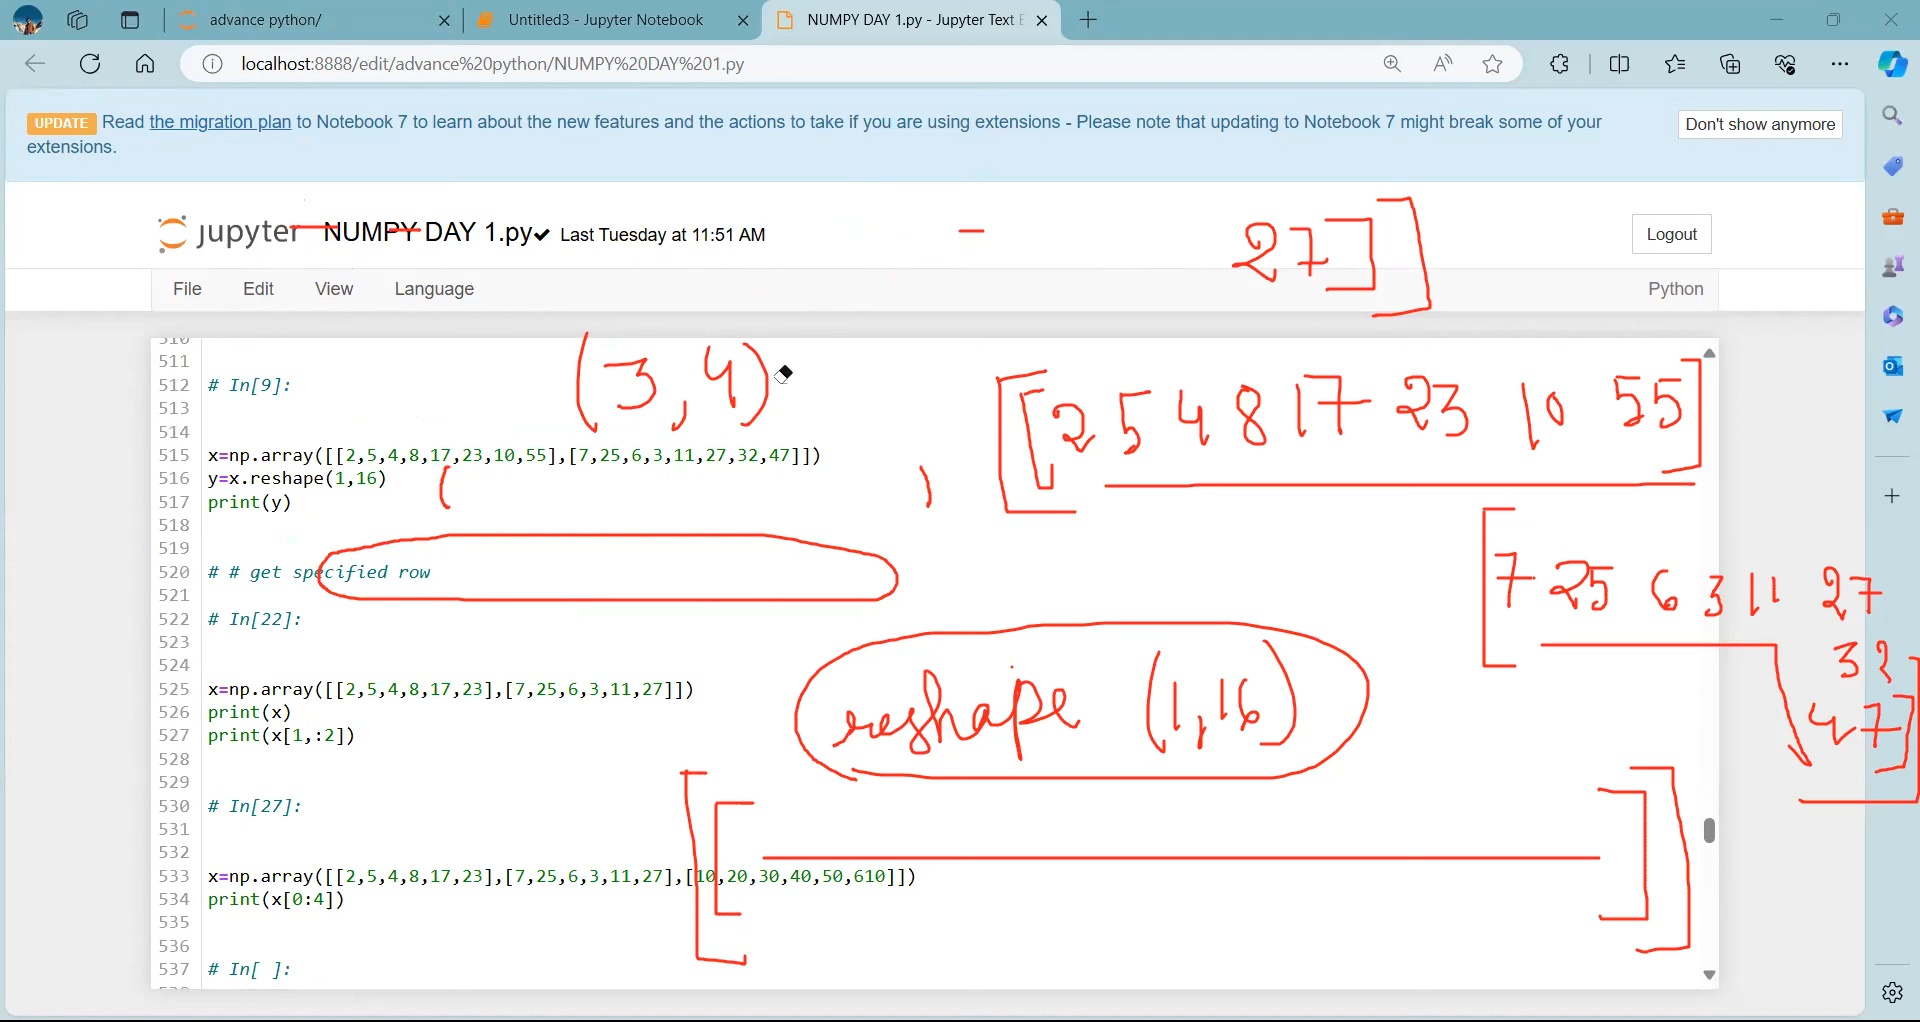 advance python/
Untitled3 - Jupyter Notebook
NUMPY DAY 1.py - Jupyter Text E
localhost:8888/edit/advance%20python/NUMPY%20DAY%201.py
UPDATE Read the migration plan to Notebook 7 to learn about the new features and the actions to take if you are using extensions - Please note that updating to Notebook 7 might break some of your
extensions.
Don't show anymore
jupyter NUMPY DAY 1.py Last Tuesday at 11:51 AM
27]]
Logout
File Edit View Language
Python
510
511
512 # In[9]:
(3,4)
513
[[2 5 4 8 17 23 10 55]
514
515 x=np.array([[2,5,4,8,17,23,10,55],[7,25,6,3,11,27,32,47]])
516 y=x.reshape(1,16)
( )
517 print(y)
518
519
520 # # get specified row
[7 25 6 3 11 27
32
47]]
521
522 # In[22]:
523
524
525 x=np.array([[2,5,4,8,17,23],[7,25,6,3,11,27]])
526 print(x)
reshape (1,16)
527 print(x[1,:2])
528
529
530 # In[27]:
531
532
533 x=np.array([[2,5,4,8,17,23],[7,25,6,3,11,27],[10,20,30,40,50,610]])
534 print(x[0:4])
[[ ]]
535
536
537 # In[ ]: